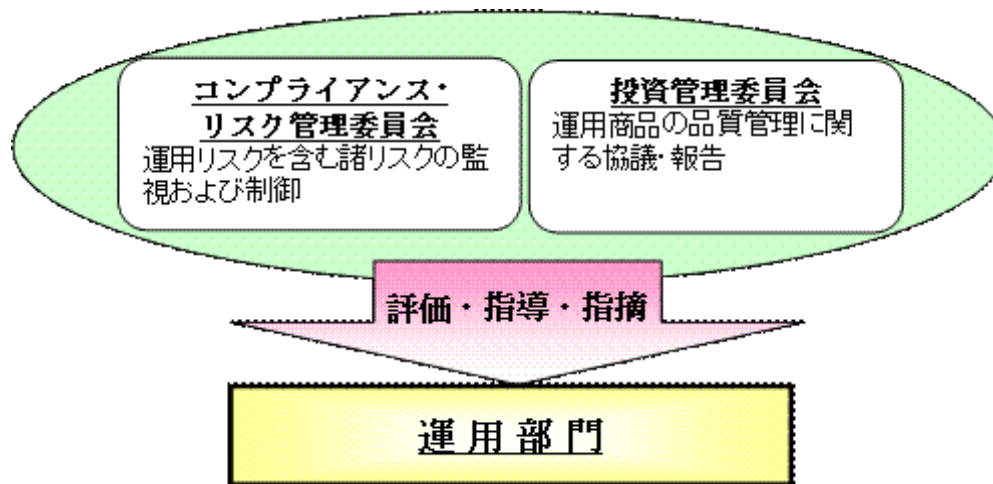 コンプライアンス・
リスク管理委員会
運用リスクを含む諸リスクの監
視および制御
投資管理委員会
運用商品の品質管理に関
する協議・報告
評価・指導・指摘
運用部門